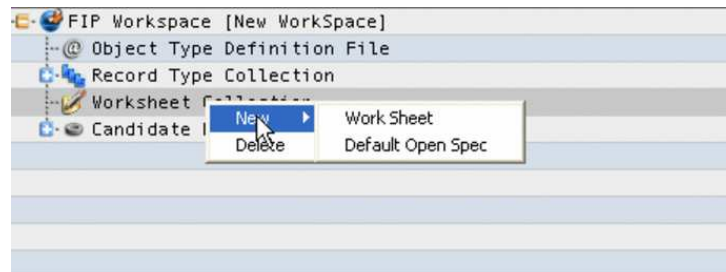 FIP Workspace [New WorkSpace]
@ Object Type Definition File
Record Type Collection
Worksheet Collection
New Work Sheet
Candidate
Delete Default Open Spec